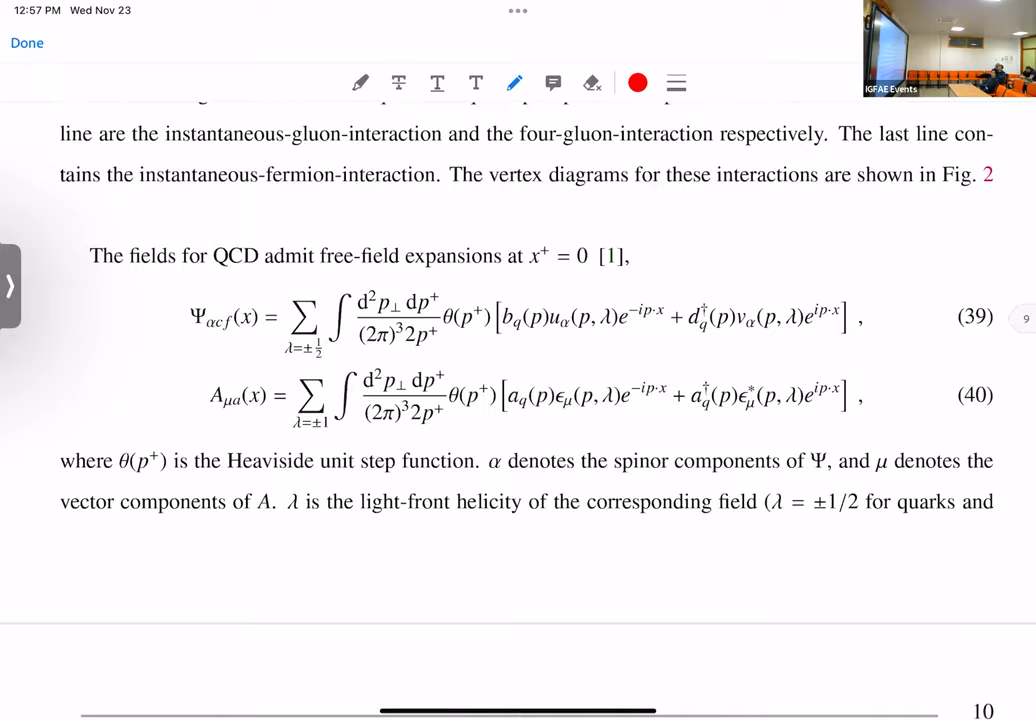 12:57 PM Wed Nov 23
Done
IGFAE Events
line are the instantaneous-gluon-interaction and the four-gluon-interaction respectively. The last line con-
tains the instantaneous-fermion-interaction. The vertex diagrams for these interactions are shown in Fig. 2
The fields for QCD admit free-field expansions at x⁺ = 0 [1],
Ψ_{αcf}(x) = ∑_{λ=±½} ∫ d²p_⊥ dp⁺ / (2π)³2p⁺ θ(p⁺) [b_q(p)u_α(p, λ)e^{−ip·x} + d_q^†(p)v_α(p, λ)e^{ip·x}] , (39)
9
A_{μa}(x) = ∑_{λ=±1} ∫ d²p_⊥ dp⁺ / (2π)³2p⁺ θ(p⁺) [a_q(p)ϵ_μ(p, λ)e^{−ip·x} + a_q^†(p)ϵ_μ^*(p, λ)e^{ip·x}] , (40)
where θ(p⁺) is the Heaviside unit step function. α denotes the spinor components of Ψ, and μ denotes the
vector components of A. λ is the light-front helicity of the corresponding field (λ = ±1/2 for quarks and
10